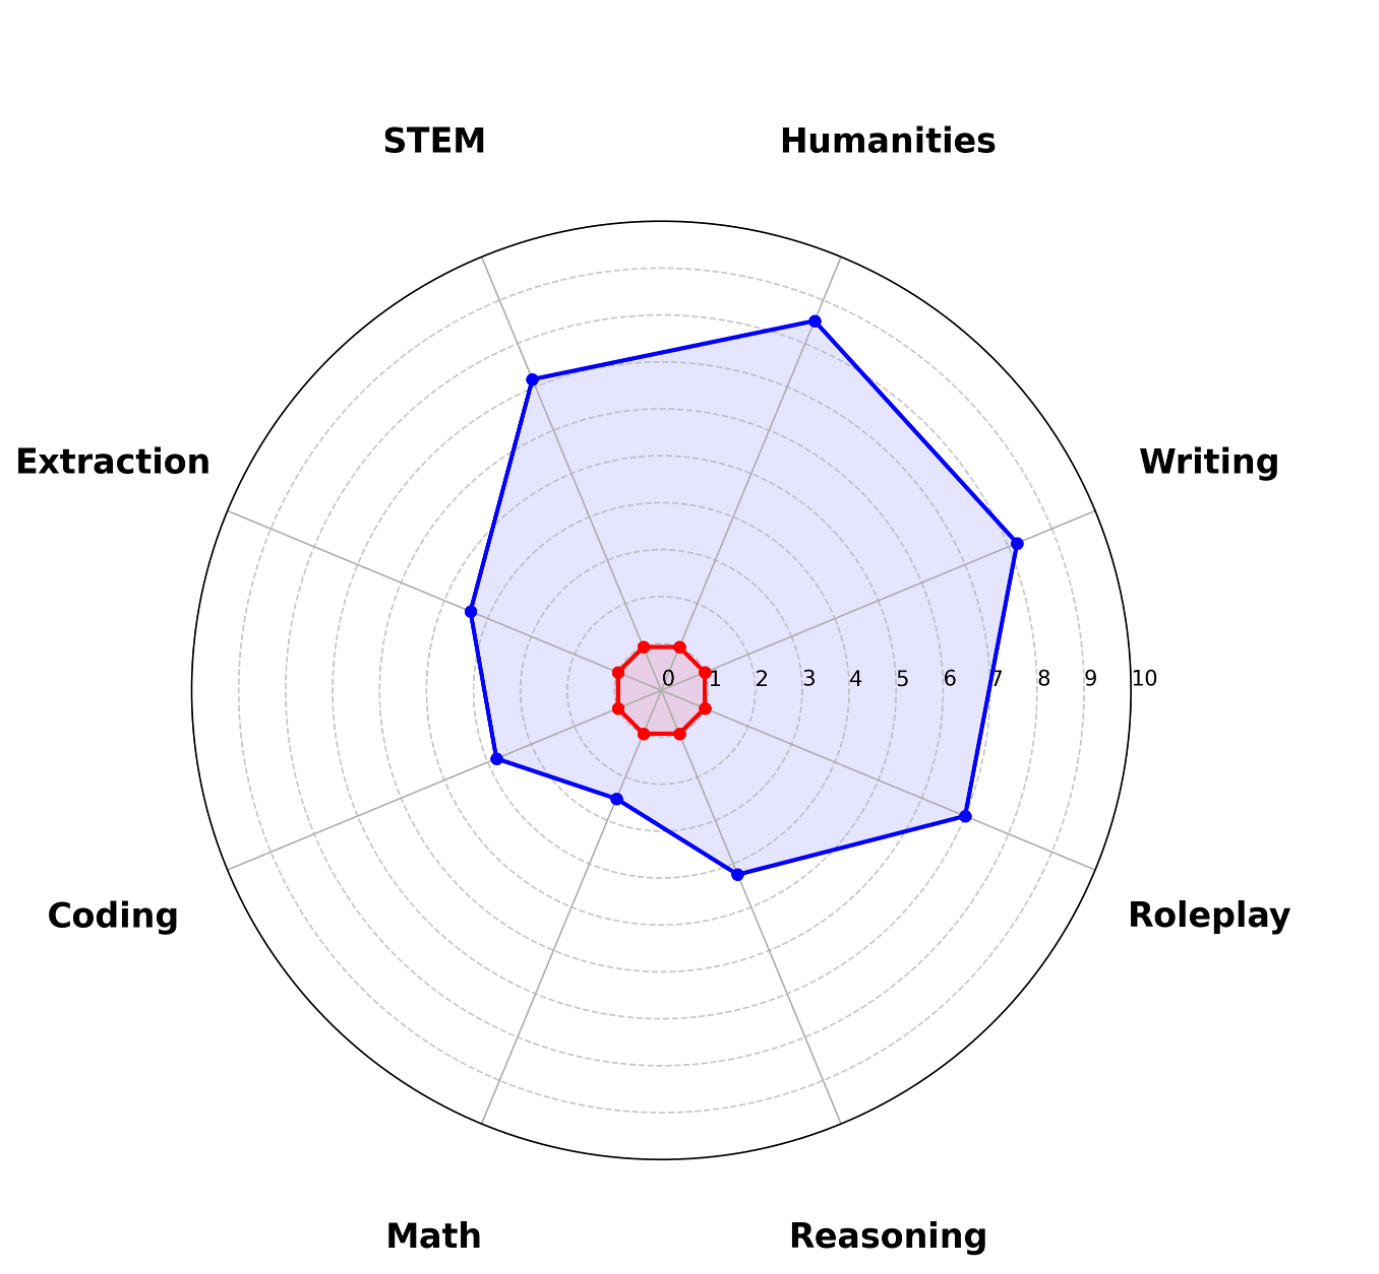 STEM Humanities
Extraction Writing
0 1 2 3 4 5 6 7 8 9 10
Coding Roleplay
Math Reasoning